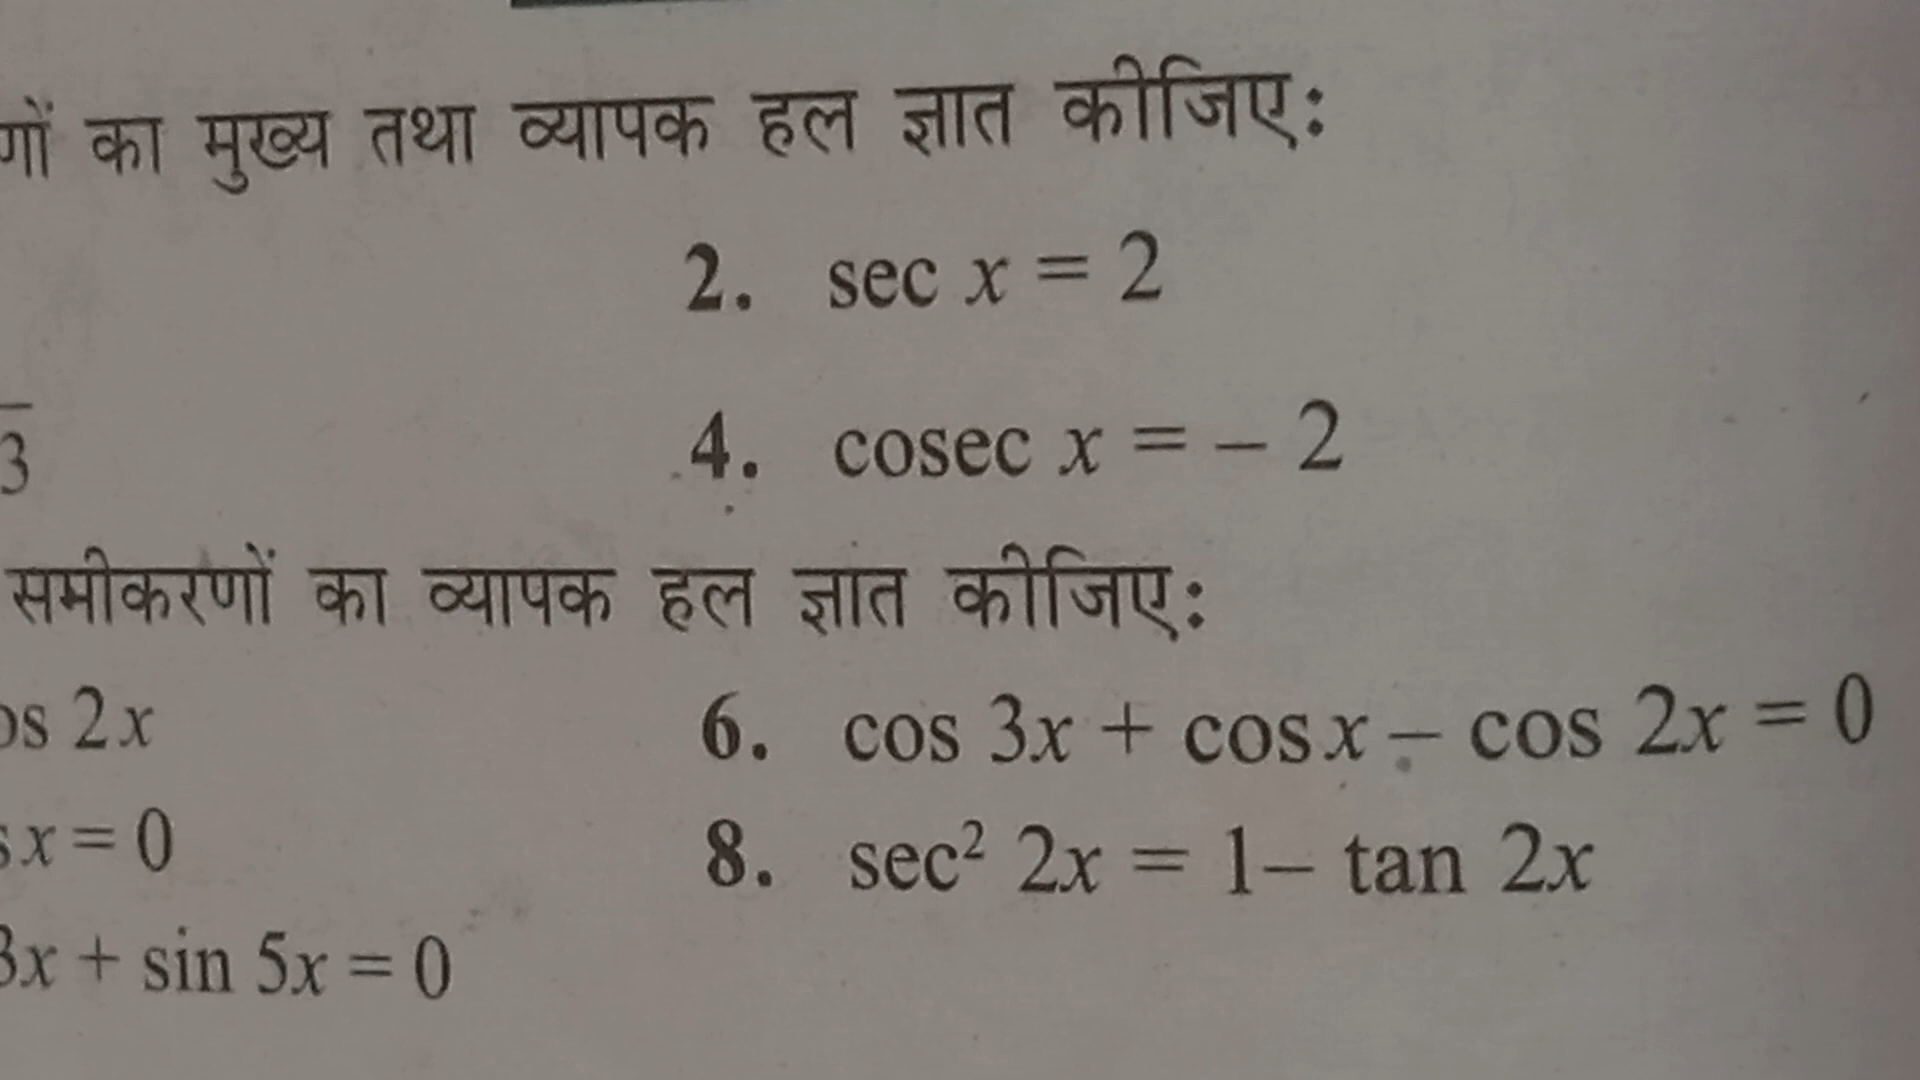 का मुख्य तथा व्यापक हल ज्ञात कीजिए:
2. sec x = 2
3
4. cosec x = – 2
समीकरणों का व्यापक हल ज्ञात कीजिए:
2x
6. cos 3x + cos x – cos 2x = 0
x = 0
8. sec² 2x = 1– tan 2x
3x + sin 5x = 0